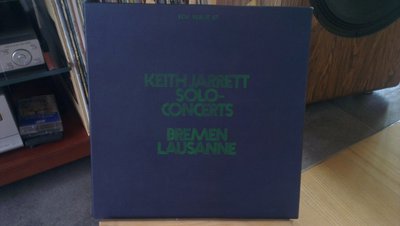 KEITH JARRETT
SOLO-
CONCERTS
BREMEN
LAUSANNE